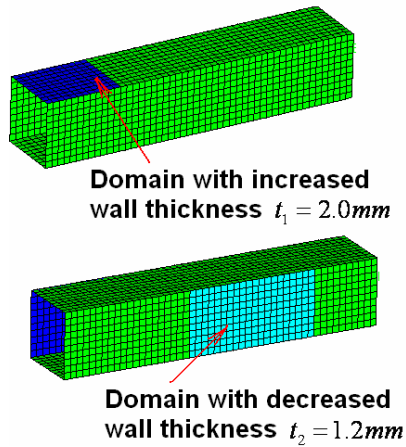 Domain with increased
wall thickness t₁ = 2.0mm
Domain with decreased
wall thickness t₂ = 1.2mm